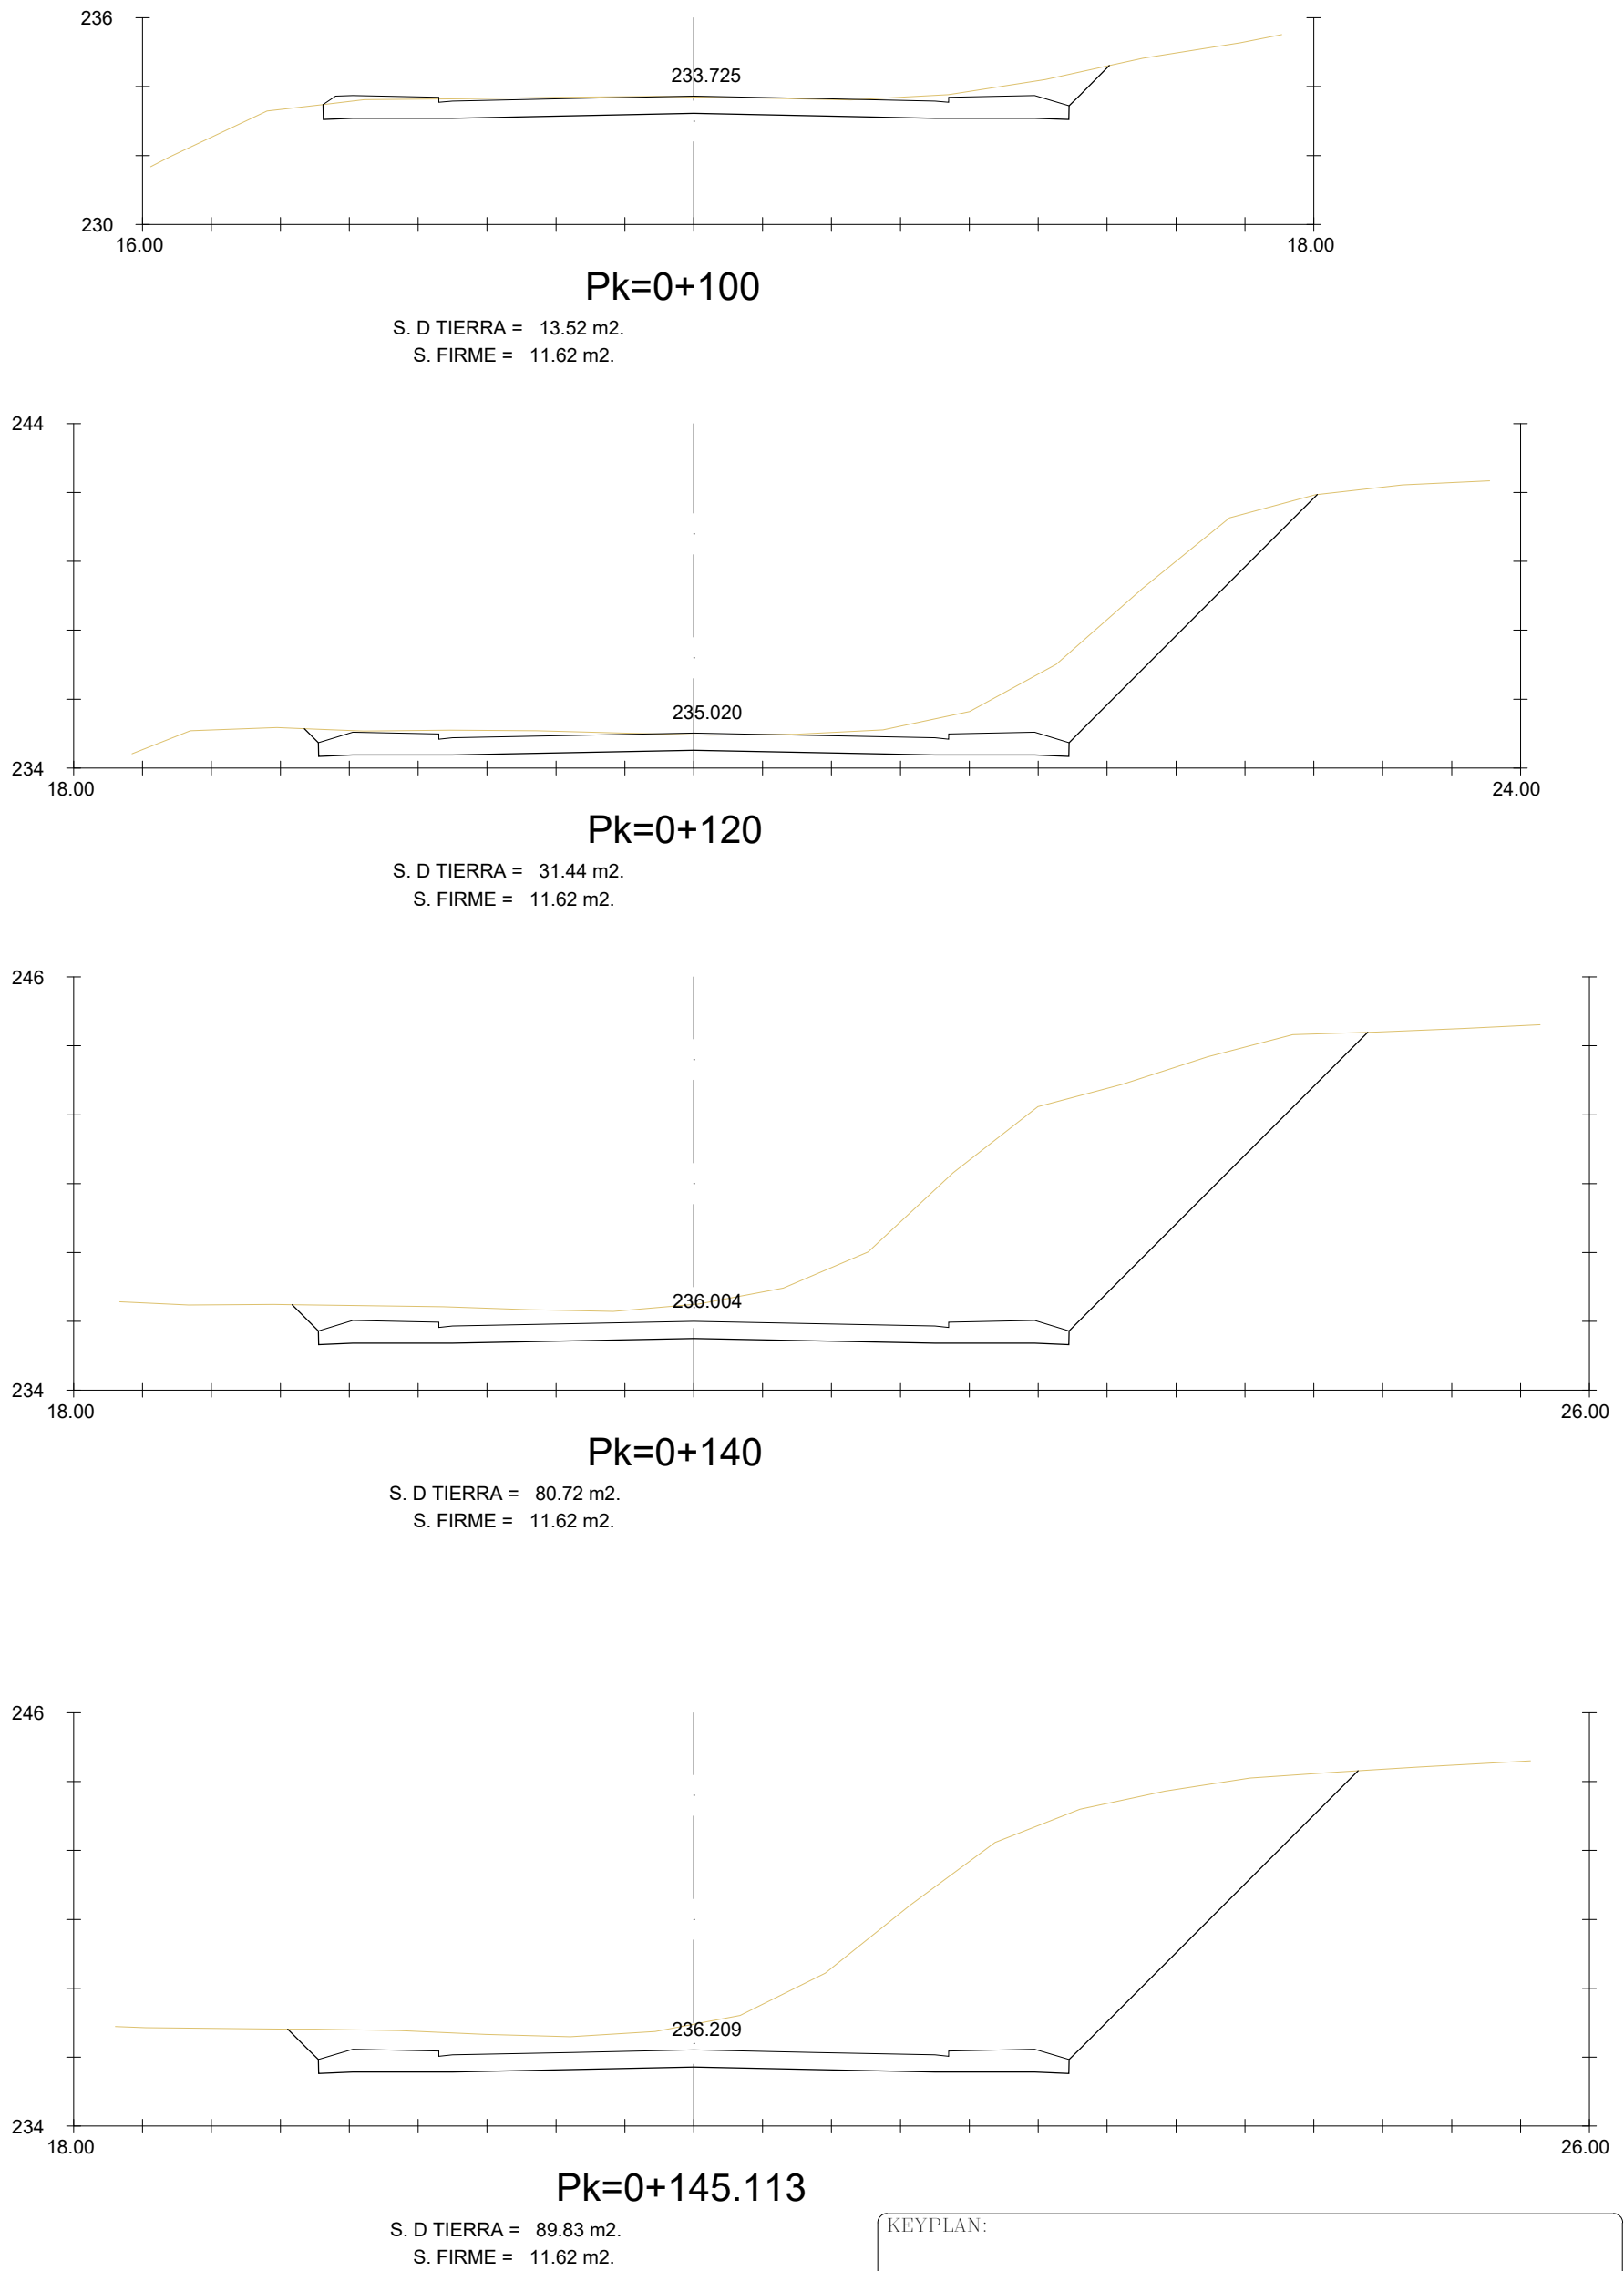 236
233.725
230
16.00 18.00
Pk=0+100
S. D TIERRA = 13.52 m2.
S. FIRME = 11.62 m2.
244
235.020
234
18.00 24.00
Pk=0+120
S. D TIERRA = 31.44 m2.
S. FIRME = 11.62 m2.
246
236.004
234
18.00 26.00
Pk=0+140
S. D TIERRA = 80.72 m2.
S. FIRME = 11.62 m2.
246
236.209
234
18.00 26.00
Pk=0+145.113
S. D TIERRA = 89.83 m2.
S. FIRME = 11.62 m2.
KEYPLAN: